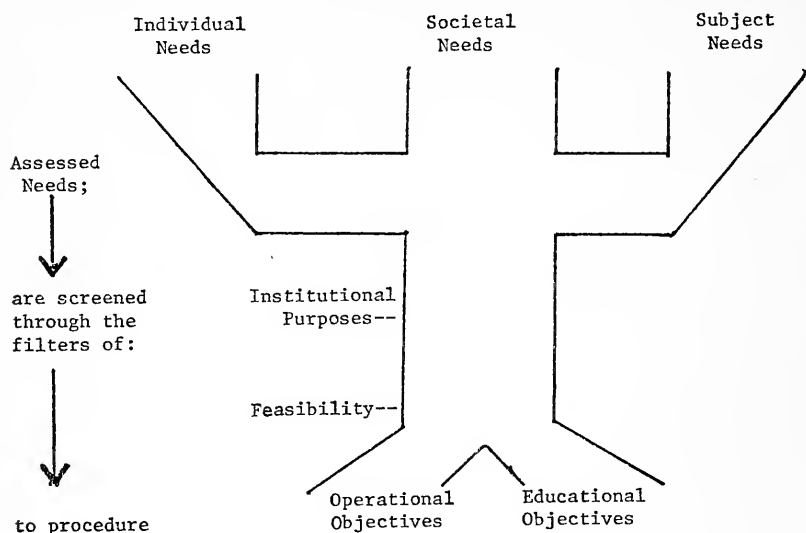 Individual
Needs
Societal
Needs
Subject
Needs
Assessed
Needs;
are screened
through the
filters of:
Institutional
Purposes--
Feasibility--
Operational
Objectives
Educational
Objectives
to procedure